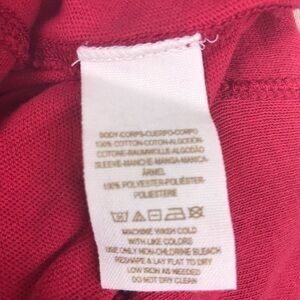 BODY-CORPS-CUERPO-CORPO
100% COTTON-COTON-ALGODÓN-
COTONE-BAUMWOLLE-ALGODÃO
SLEEVE-MANCHE-MANGA-MANICA-
ÄRMEL
100% POLYESTER-POLIÉSTER-
POLIESTERE
MACHINE WASH COLD
WITH LIKE COLORS
USE ONLY NON-CHLORINE BLEACH
RESHAPE & LAY FLAT TO DRY
LOW IRON AS NEEDED
DO NOT DRY CLEAN